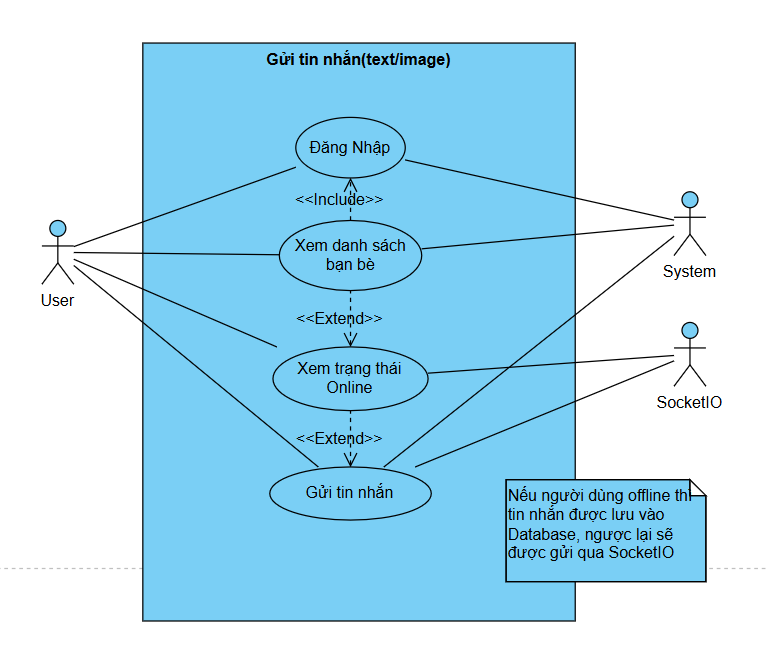 Gửi tin nhắn(text/image)
Đăng Nhập
<<Include>>
Xem danh sách
bạn bè
User
System
<<Extend>>
Xem trạng thái
Online
SocketIO
<<Extend>>
Gửi tin nhắn
Nếu người dùng offline thì
tin nhắn được lưu vào
Database, ngược lại sẽ
được gửi qua SocketIO